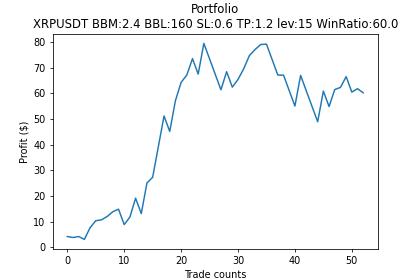 Portfolio
XRPUSDT BBM:2.4 BBL:160 SL:0.6 TP:1.2 lev:15 WinRatio:60.0
80
70
60
50
40
30
20
10
0
Profit ($)
0 10 20 30 40 50
Trade counts